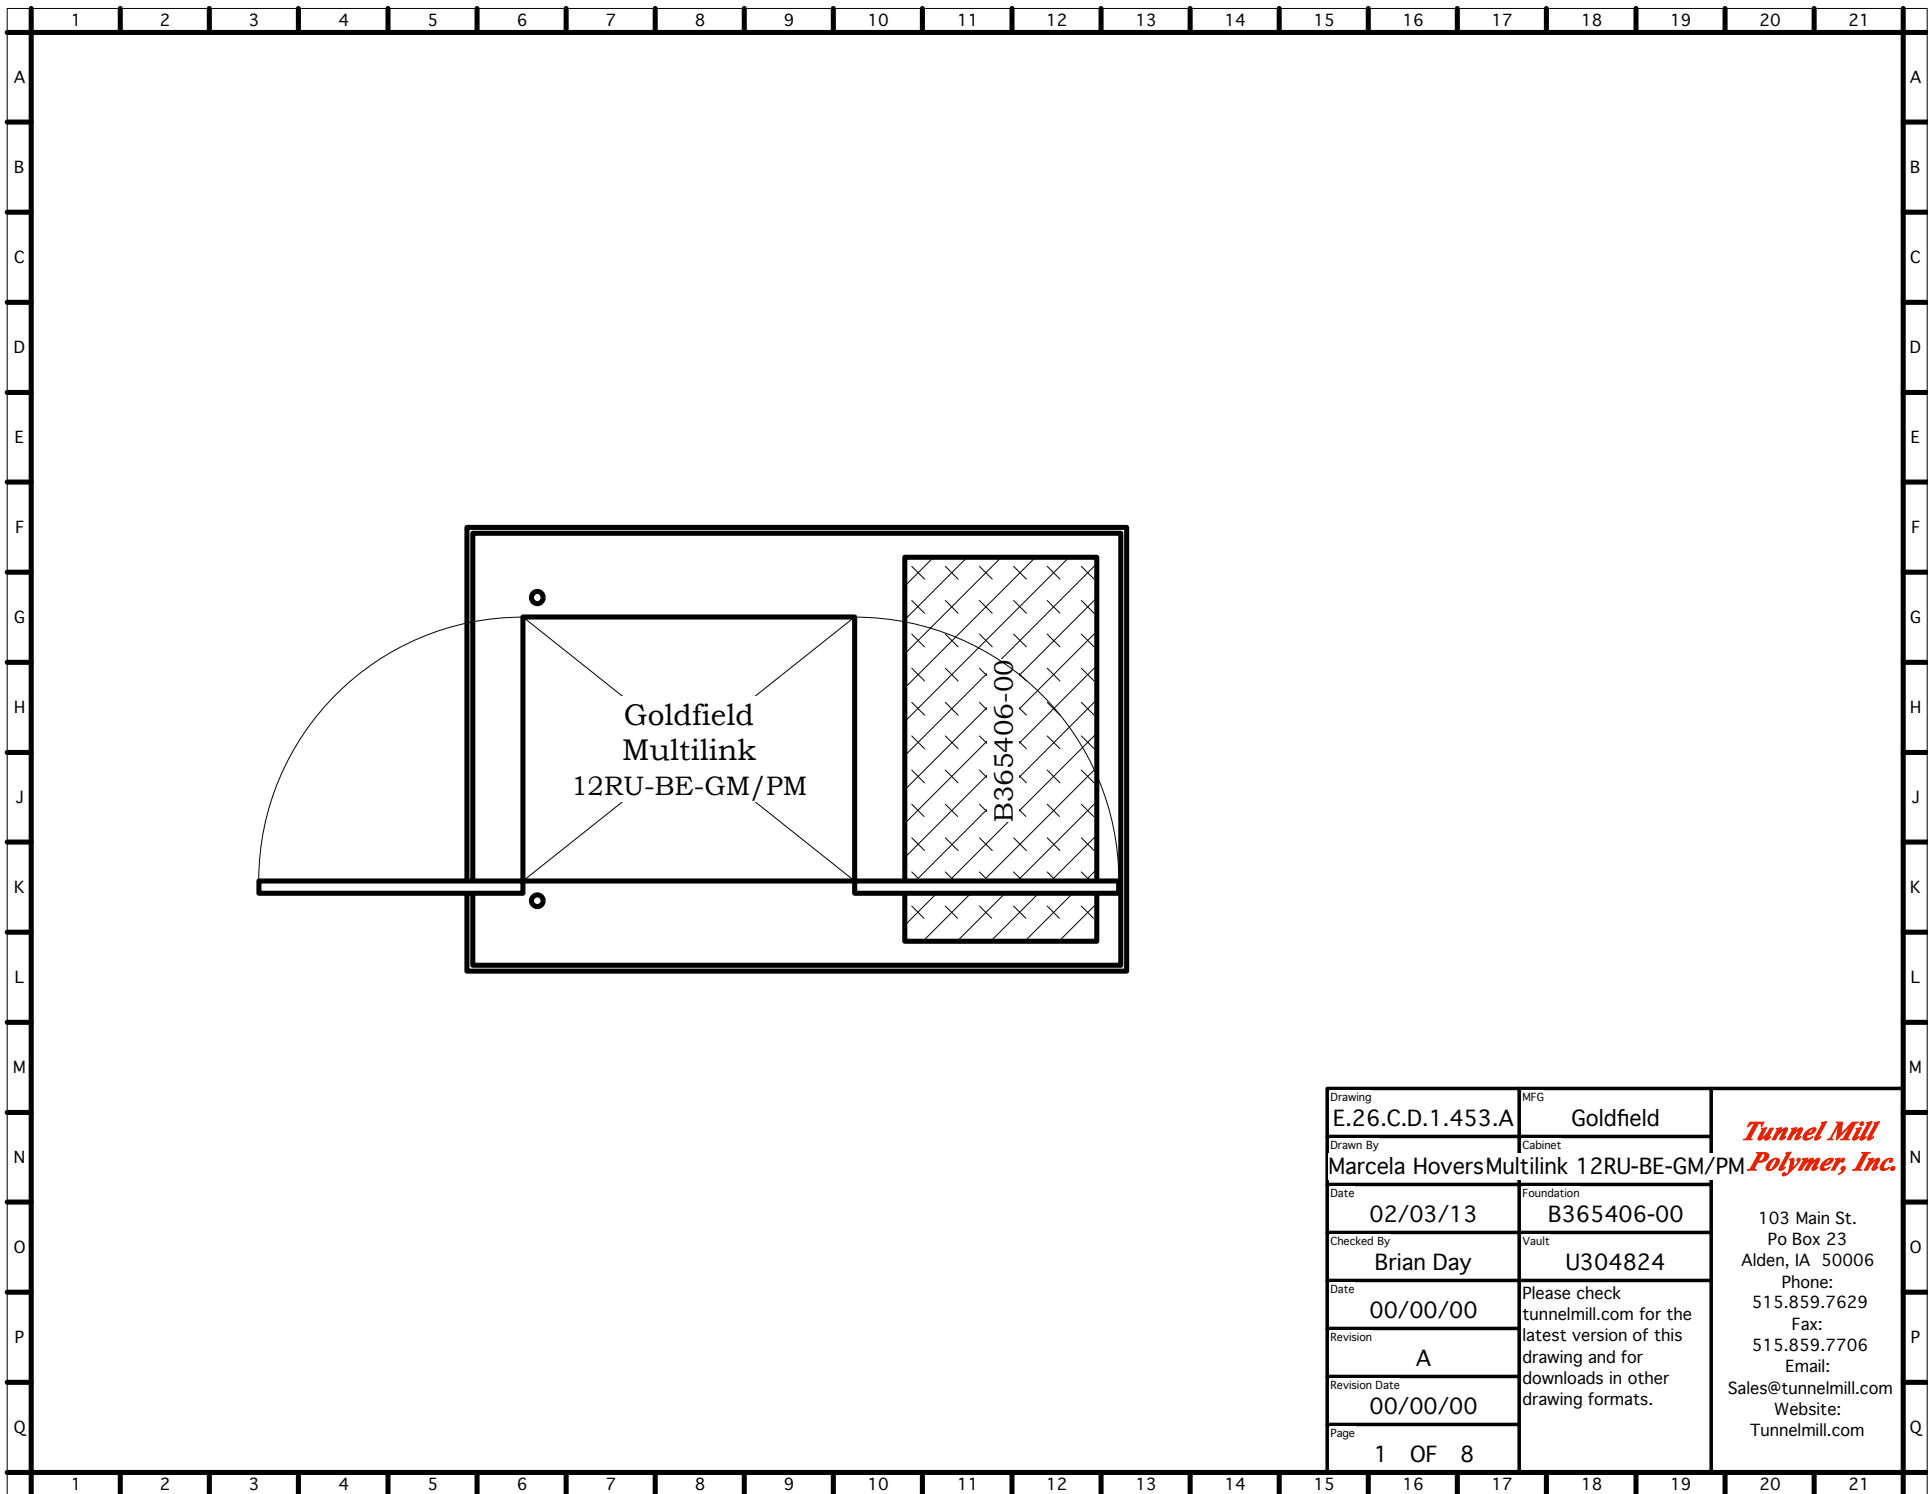 1 2 3 4 5 6 7 8 9 10 11 12 13 14 15 16 17 18 19 20 21
A A
B B
C C
D D
E E
F F
G G
H H
J J
K K
L L
M M
N N
O O
P P
Q Q
Goldfield
Multilink
12RU-BE-GM/PM
B365406-00
Drawing
E.26.C.D.1.453.A
MFG
Goldfield
Drawn By
Marcela Hovers
Cabinet
Multilink 12RU-BE-GM/PM
Date
02/03/13
Foundation
B365406-00
Checked By
Brian Day
Vault
U304824
Date
00/00/00
Revision
A
Revision Date
00/00/00
Page
1 OF 8
Please check
tunnelmill.com for the
latest version of this
drawing and for
downloads in other
drawing formats.
Tunnel Mill
Polymer, Inc.
103 Main St.
Po Box 23
Alden, IA 50006
Phone:
515.859.7629
Fax:
515.859.7706
Email:
Sales@tunnelmill.com
Website:
Tunnelmill.com
1 2 3 4 5 6 7 8 9 10 11 12 13 14 15 16 17 18 19 20 21